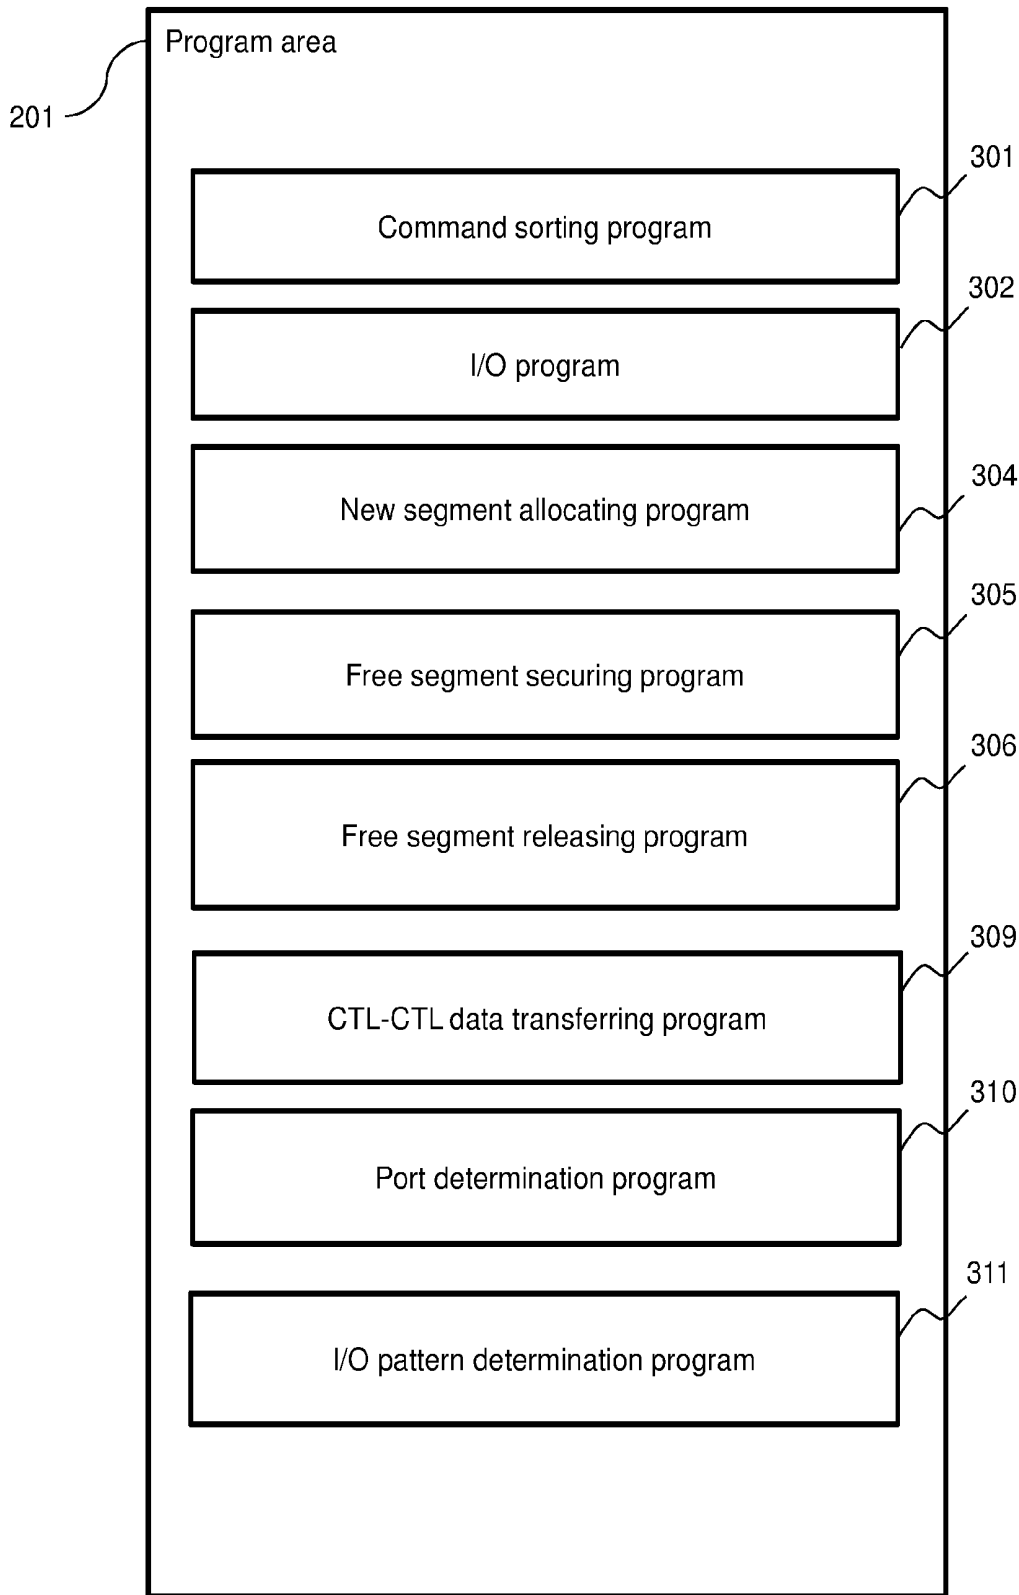 Program area
201
301
Command sorting program
302
I/O program
304
New segment allocating program
305
Free segment securing program
306
Free segment releasing program
309
CTL-CTL data transferring program
310
Port determination program
311
I/O pattern determination program